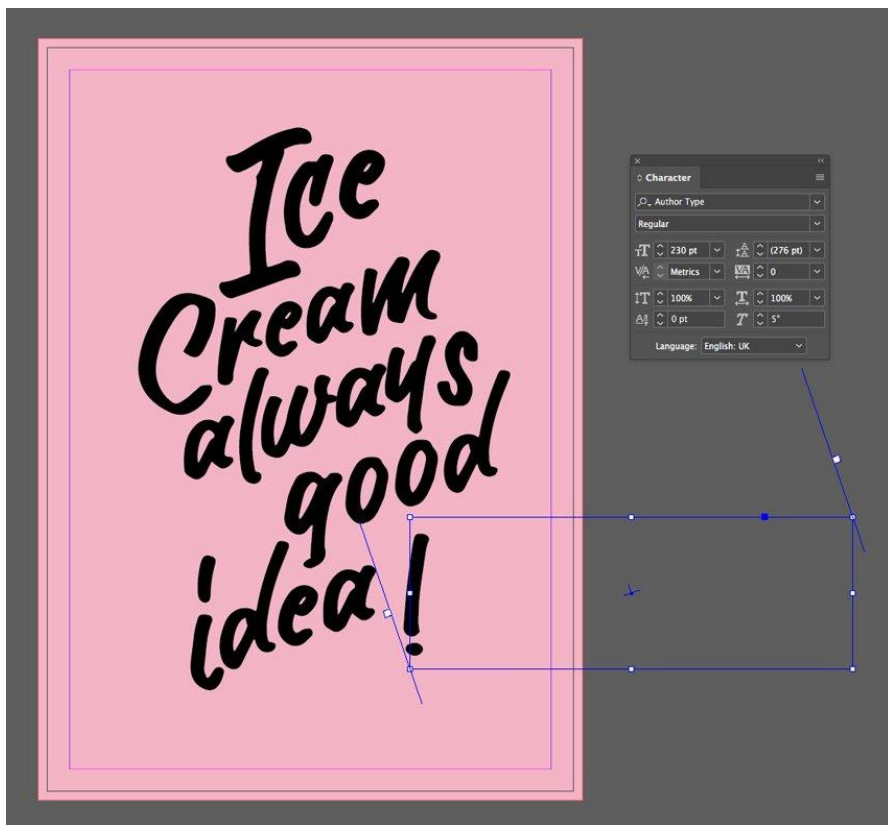 Ice
Cream
always
good
idea!
Character
Author Type
Regular
230 pt (276 pt)
Metrics 0
100% 100%
0 pt 5°
Language: English: UK